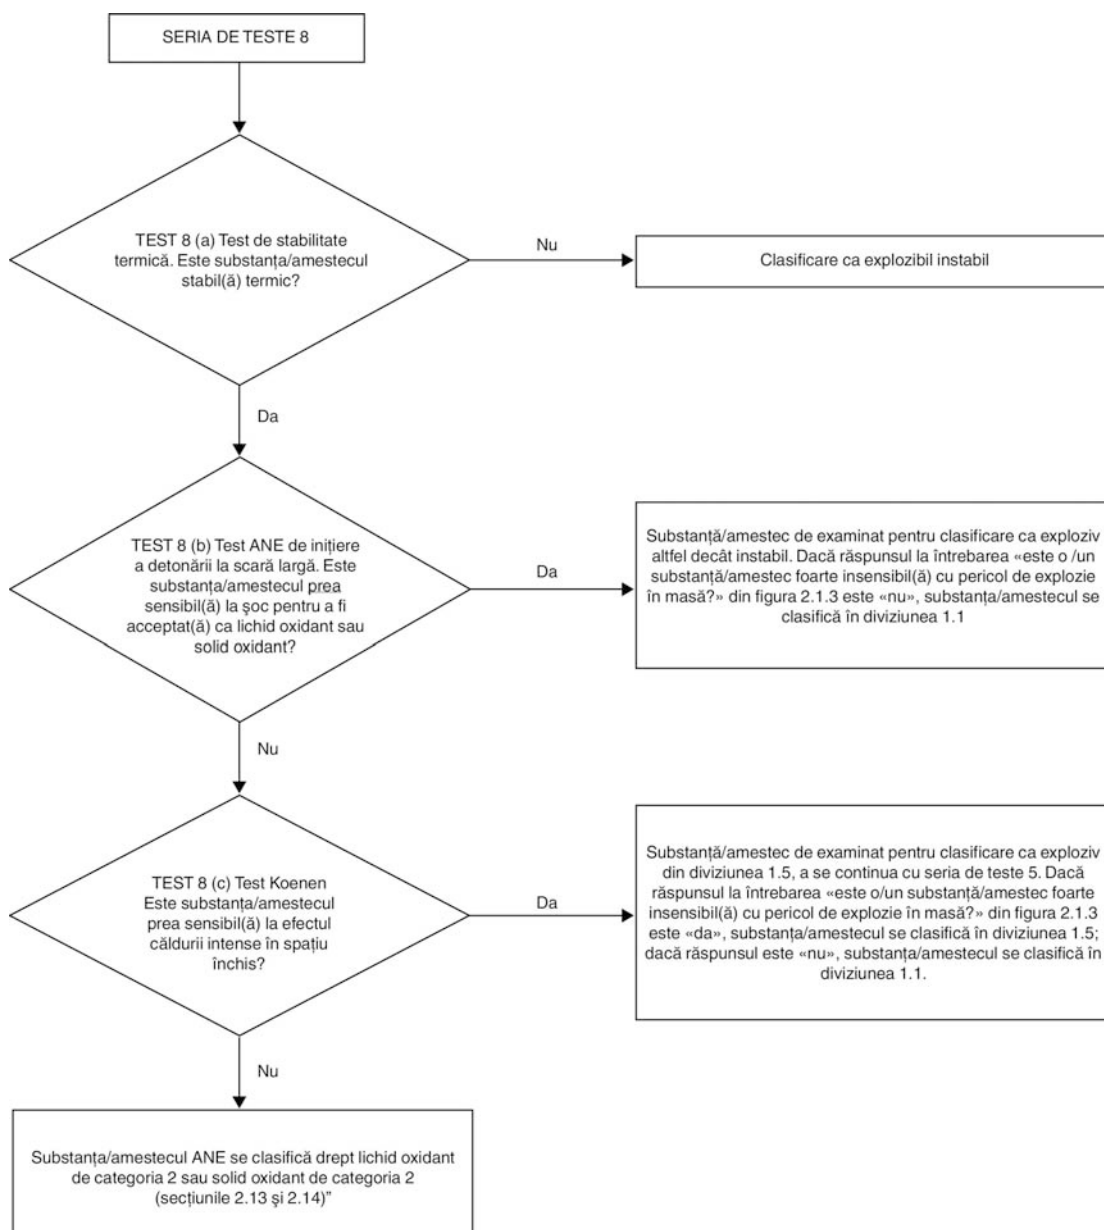 SERIA DE TESTE 8
TEST 8 (a) Test de stabilitate
termică. Este substanța/amestecul
stabil(ă) termic?
Nu
Clasificare ca explozibil instabil
Da
TEST 8 (b) Test ANE de inițiere
a detonării la scară largă. Este
substanța/amestecul prea
sensibil(ă) la șoc pentru a fi
acceptat(ă) ca lichid oxidant sau
solid oxidant?
Da
Substanță/amestec de examinat pentru clasificare ca exploziv
altfel decât instabil. Dacă răspunsul la întrebarea «este o /un
substanță/amestec foarte insensibil(ă) cu pericol de explozie
în masă?» din figura 2.1.3 este «nu», substanța/amestecul se
clasifică în diviziunea 1.1
Nu
TEST 8 (c) Test Koenen
Este substanța/amestecul
prea sensibil(ă) la efectul
căldurii intense în spațiu
închis?
Da
Substanță/amestec de examinat pentru clasificare ca exploziv
din diviziunea 1.5, a se continua cu seria de teste 5. Dacă
răspunsul la întrebarea «este o/un substanță/amestec foarte
insensibil(ă) cu pericol de explozie în masă?» din figura 2.1.3
este «da», substanța/amestecul se clasifică în diviziunea 1.5;
dacă răspunsul este «nu», substanța/amestecul se clasifică în
diviziunea 1.1.
Nu
Substanța/amestecul ANE se clasifică drept lichid oxidant
de categoria 2 sau solid oxidant de categoria 2
(secțiunile 2.13 și 2.14)”